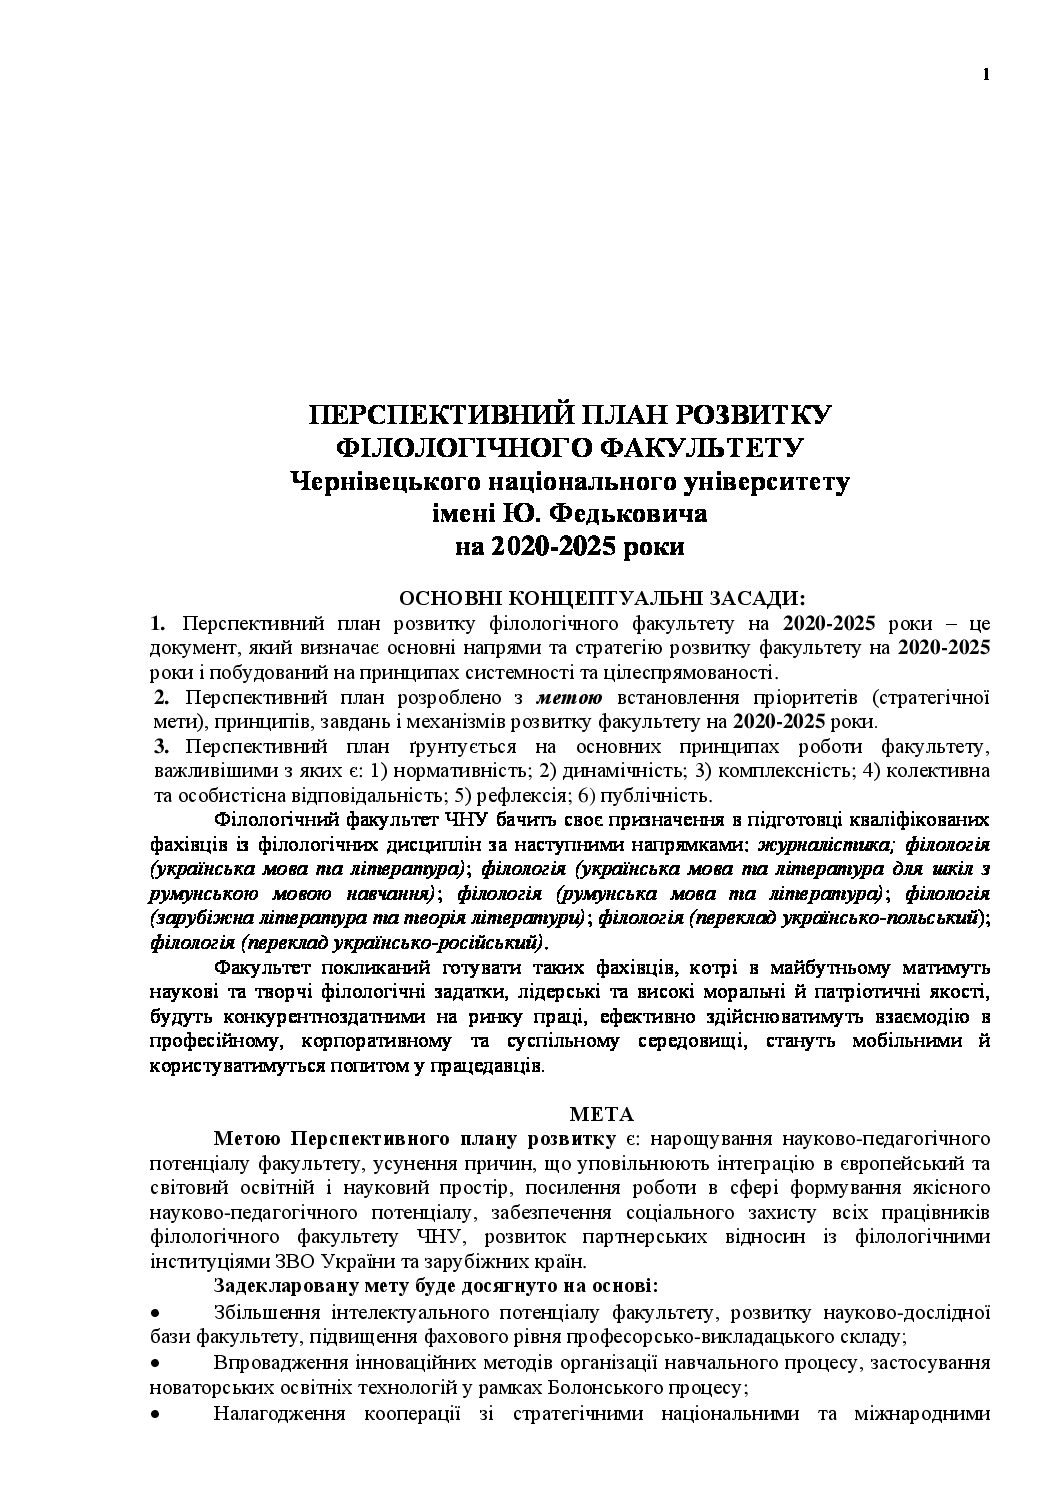 1
ПЕРСПЕКТИВНИЙ ПЛАН РОЗВИТКУ
ФІЛОЛОГІЧНОГО ФАКУЛЬТЕТУ
Чернівецького національного університету
імені Ю. Федьковича
на 2020-2025 роки
ОСНОВНІ КОНЦЕПТУАЛЬНІ ЗАСАДИ:
1. Перспективний план розвитку філологічного факультету на 2020-2025 роки – це
документ, який визначає основні напрями та стратегію розвитку факультету на 2020-2025
роки і побудований на принципах системності та цілеспрямованості.
2. Перспективний план розроблено з метою встановлення пріоритетів (стратегічної
мети), принципів, завдань і механізмів розвитку факультету на 2020-2025 роки.
3. Перспективний план ґрунтується на основних принципах роботи факультету,
важливішими з яких є: 1) нормативність; 2) динамічність; 3) комплексність; 4) колективна
та особистісна відповідальність; 5) рефлексія; 6) публічність.
Філологічний факультет ЧНУ бачить своє призначення в підготовці кваліфікованих
фахівців із філологічних дисциплін за наступними напрямками: журналістика; філологія
(українська мова та література); філологія (українська мова та література для шкіл з
румунською мовою навчання); філологія (румунська мова та література); філологія
(зарубіжна література та теорія літератури); філологія (переклад українсько-польський);
філологія (переклад українсько-російський).
Факультет покликаний готувати таких фахівців, котрі в майбутньому матимуть
наукові та творчі філологічні задатки, лідерські та високі моральні й патріотичні якості,
будуть конкурентноздатними на ринку праці, ефективно здійснюватимуть взаємодію в
професійному, корпоративному та суспільному середовищі, стануть мобільними й
користуватимуться попитом у працедавців.
МЕТА
Метою Перспективного плану розвитку є: нарощування науково-педагогічного
потенціалу факультету, усунення причин, що уповільнюють інтеграцію в європейський та
світовий освітній і науковий простір, посилення роботи в сфері формування якісного
науково-педагогічного потенціалу, забезпечення соціального захисту всіх працівників
філологічного факультету ЧНУ, розвиток партнерських відносин із філологічними
інституціями ЗВО України та зарубіжних країн.
Задекларовану мету буде досягнуто на основі:
• Збільшення інтелектуального потенціалу факультету, розвитку науково-дослідної
бази факультету, підвищення фахового рівня професорсько-викладацького складу;
• Впровадження інноваційних методів організації навчального процесу, застосування
новаторських освітніх технологій у рамках Болонського процесу;
• Налагодження кооперації зі стратегічними національними та міжнародними